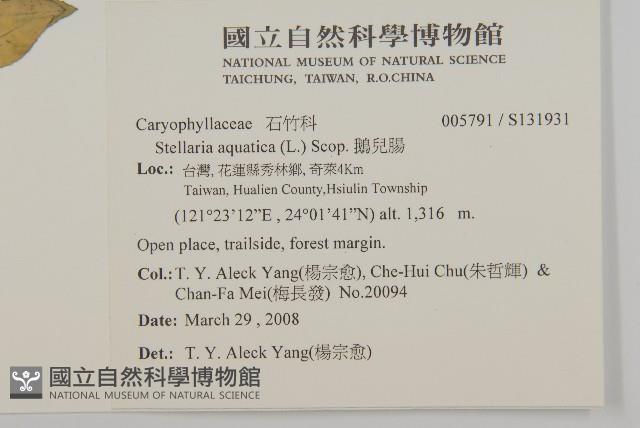 國立自然科學博物館
NATIONAL MUSEUM OF NATURAL SCIENCE
TAICHUNG, TAIWAN, R.O.CHINA
Caryophyllaceae 石竹科 005791 / S131931
Stellaria aquatica (L.) Scop. 鵝兒腸
Loc.: 台灣, 花蓮縣秀林鄉, 奇萊4Km
Taiwan, Hualien County,Hsiulin Township
(121°23'12”E , 24°01'41”N) alt. 1,316 m.
Open place, trailside, forest margin.
Col.: T. Y. Aleck Yang(楊宗愈), Che-Hui Chu(朱哲輝) &
Chan-Fa Mei(梅長發) No.20094
Date: March 29 , 2008
Det.: T. Y. Aleck Yang(楊宗愈)
國立自然科學博物館
NATIONAL MUSEUM OF NATURAL SCIENCE